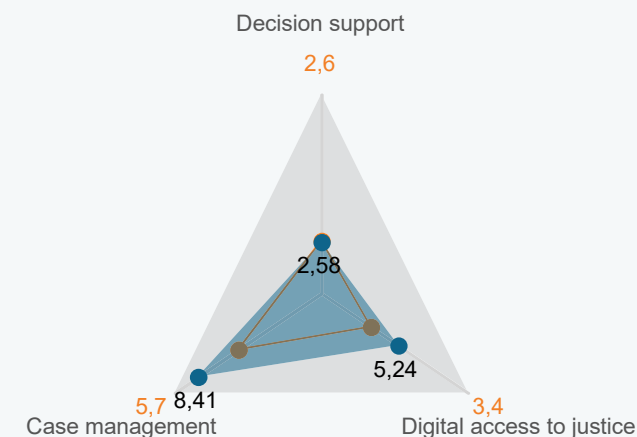 Decision support
2,6
2,58
5,24
5,7
8,41
3,4
Case management
Digital access to justice